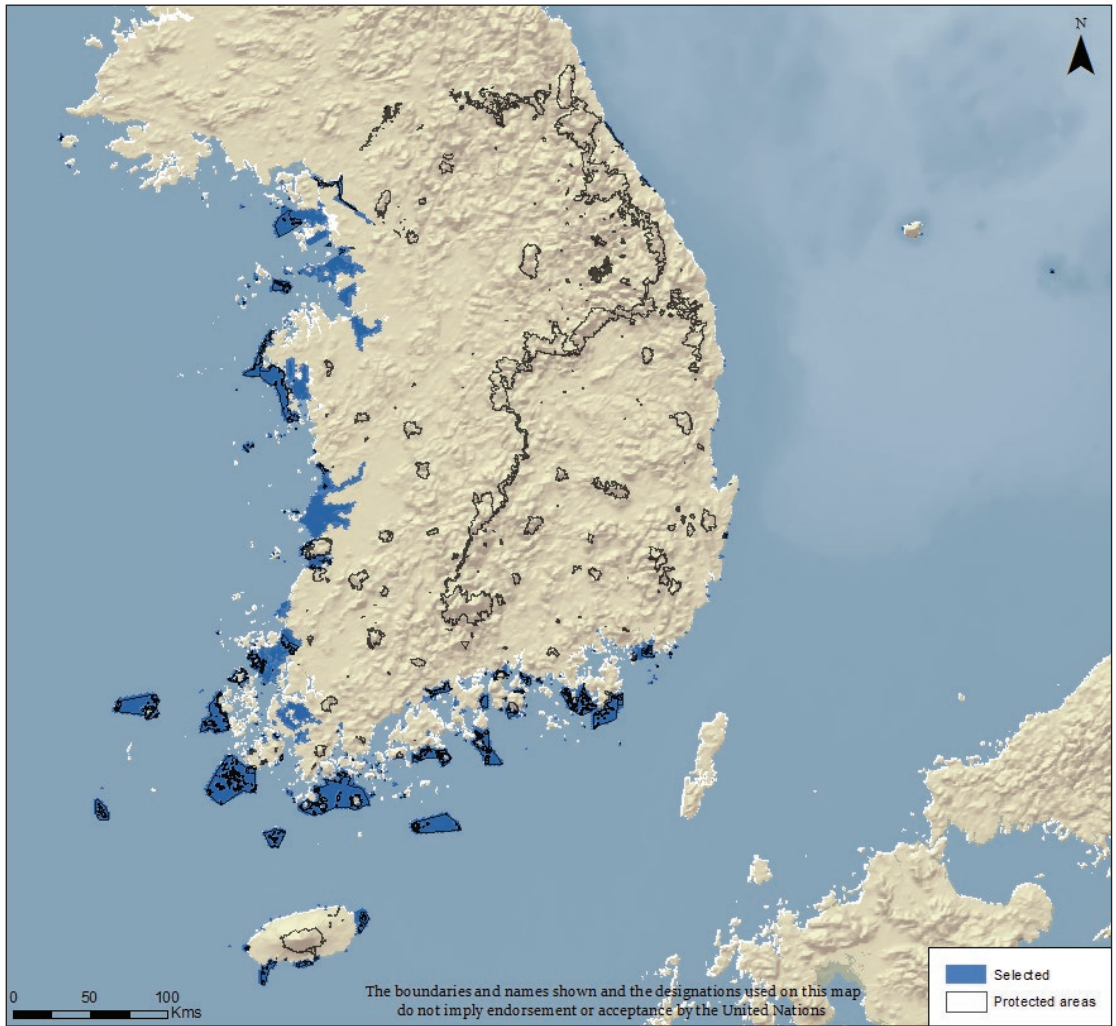 N
Selected
Protected areas
0 50 100
Kms
The boundaries and names shown and the designations used on this map
do not imply endorsement or acceptance by the United Nations